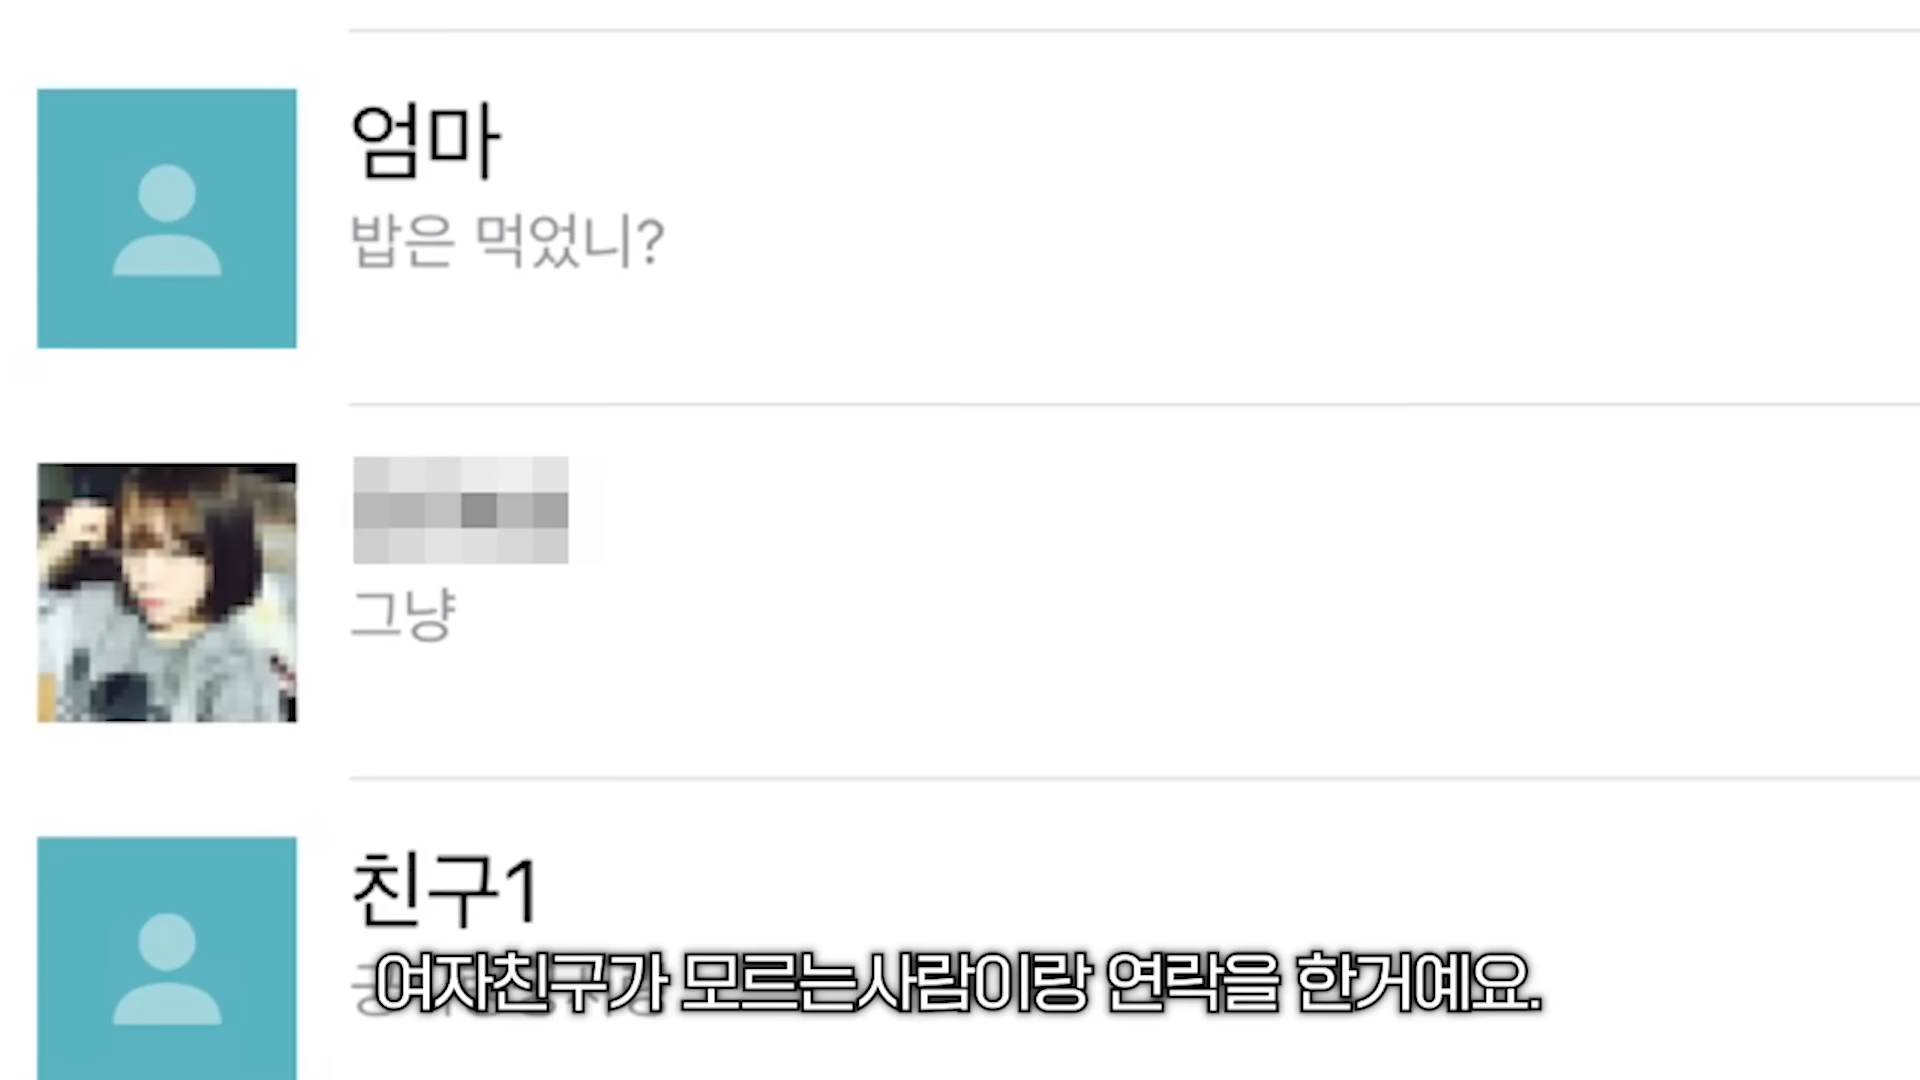 엄마
밥은 먹었니?
그냥
친구1
여자친구가 모르는사람이랑 연락을 한거예요.